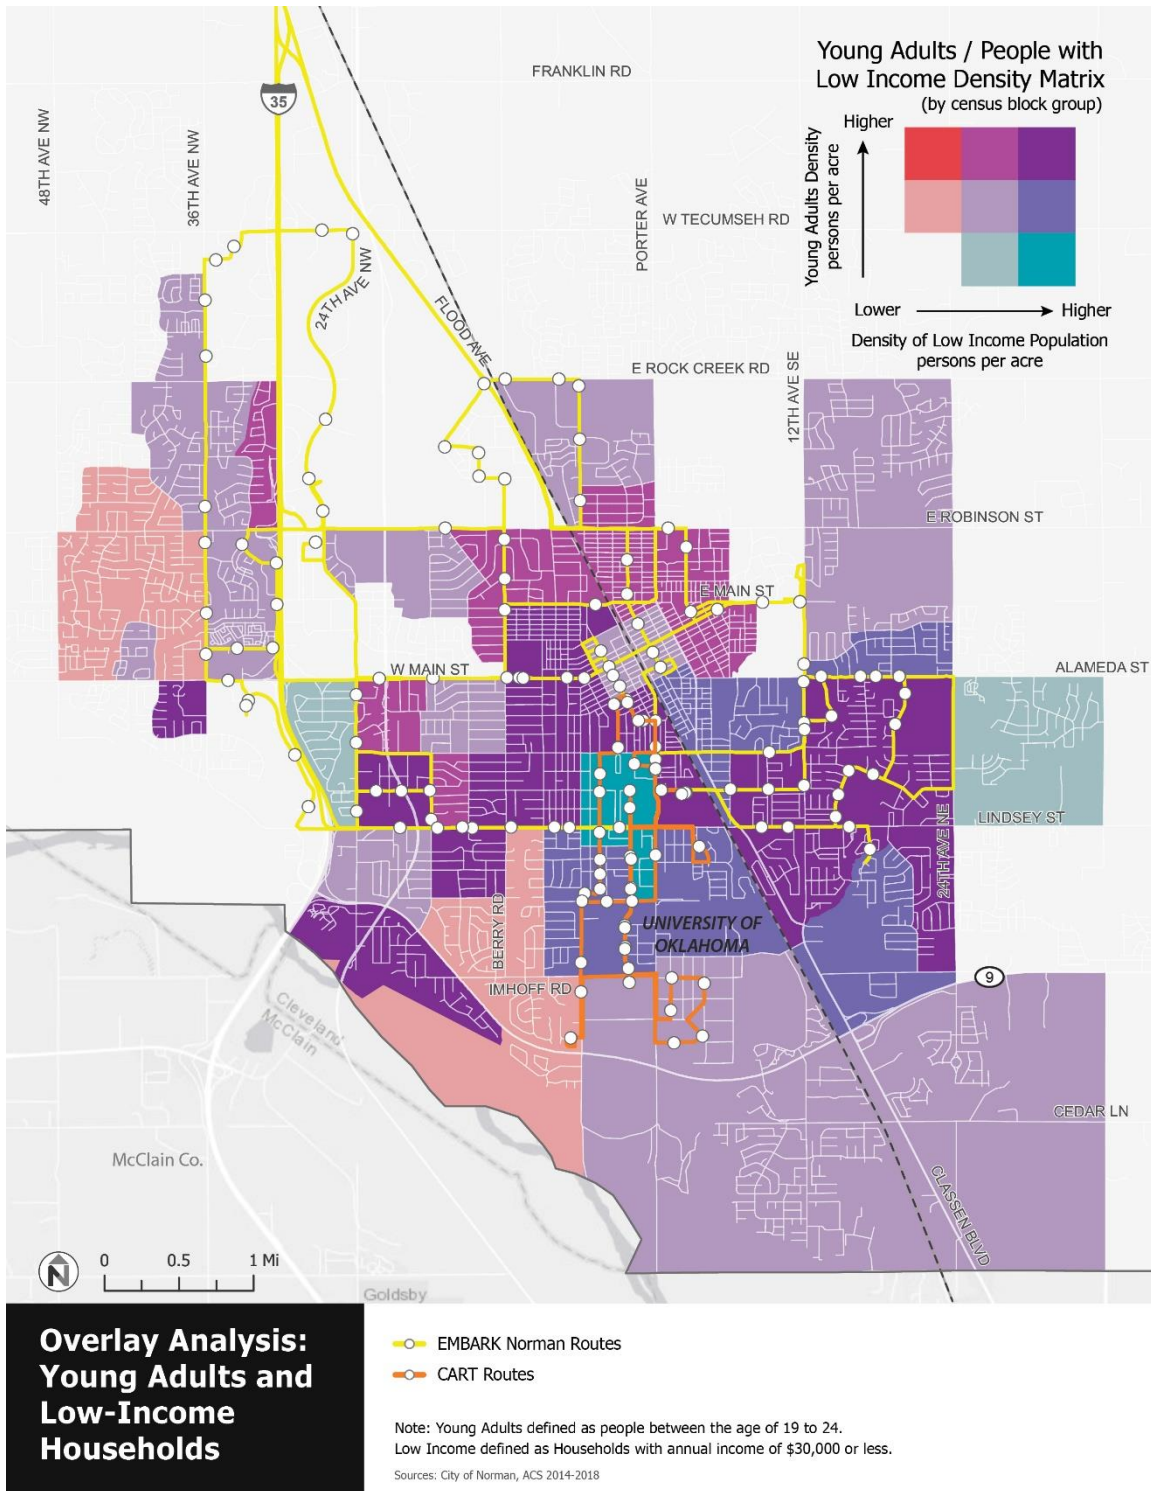 FRANKLIN RD
35
48TH AVE NW
36TH AVE NW
PORTER AVE
W TECUMSEH RD
24TH AVE NW
FLOOD AVE
E ROCK CREEK RD
12TH AVE SE
Young Adults / People with
Low Income Density Matrix
(by census block group)
Higher
Young Adults Density
persons per acre
Lower
Higher
Density of Low Income Population
persons per acre
E ROBINSON ST
E MAIN ST
W MAIN ST
ALAMEDA ST
LINDSEY ST
24TH AVE NE
BERRY RD
UNIVERSITY OF
OKLAHOMA
IMHOFF RD
9
Cleveland
McClain
CEDAR LN
McClain Co.
CLASSEN BLVD
N
0 0.5 1 Mi
Goldsby
Overlay Analysis:
Young Adults and
Low-Income
Households
EMBARK Norman Routes
CART Routes
Note: Young Adults defined as people between the age of 19 to 24.
Low Income defined as Households with annual income of $30,000 or less.
Sources: City of Norman, ACS 2014-2018